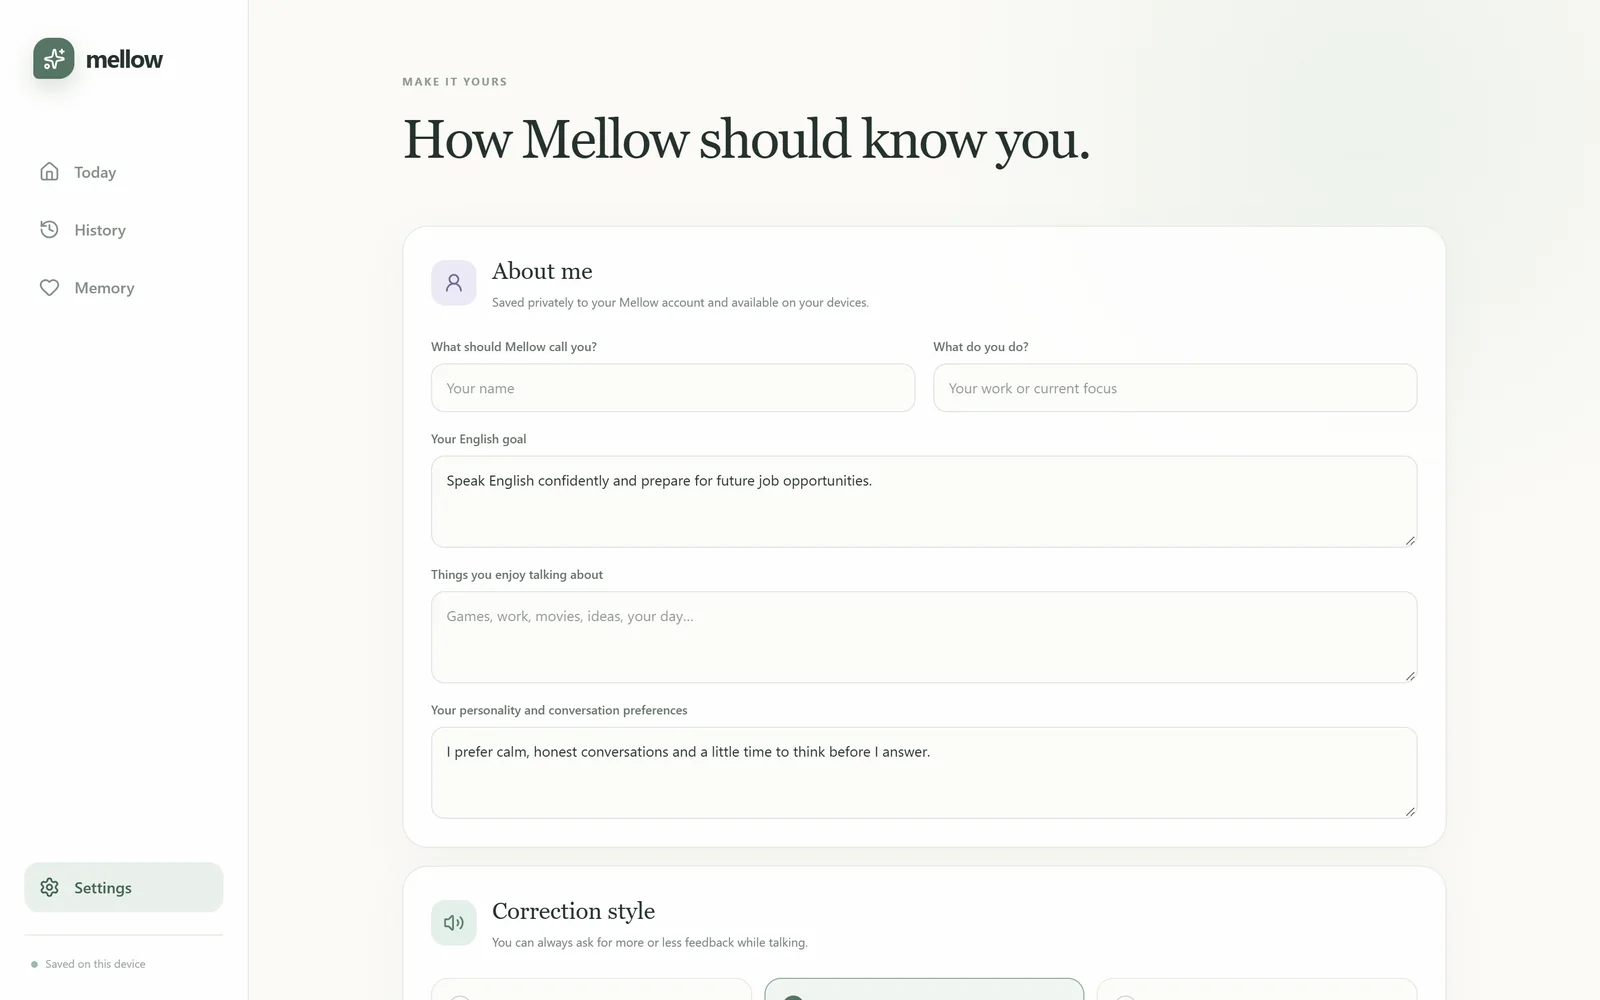 mellow
Today
History
Memory
Settings
Saved on this device
MAKE IT YOURS
How Mellow should know you.
About me
Saved privately to your Mellow account and available on your devices.
What should Mellow call you?
Your name
What do you do?
Your work or current focus
Your English goal
Speak English confidently and prepare for future job opportunities.
Things you enjoy talking about
Games, work, movies, ideas, your day...
Your personality and conversation preferences
I prefer calm, honest conversations and a little time to think before I answer.
Correction style
You can always ask for more or less feedback while talking.